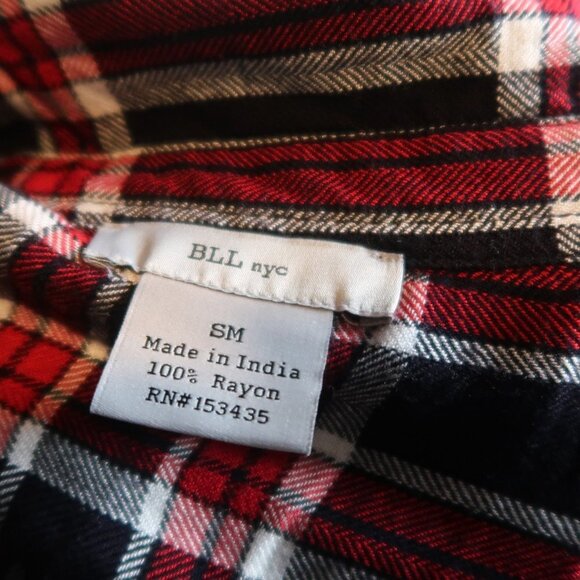 BLL nyc
SM
Made in India
100% Rayon
RN#153435